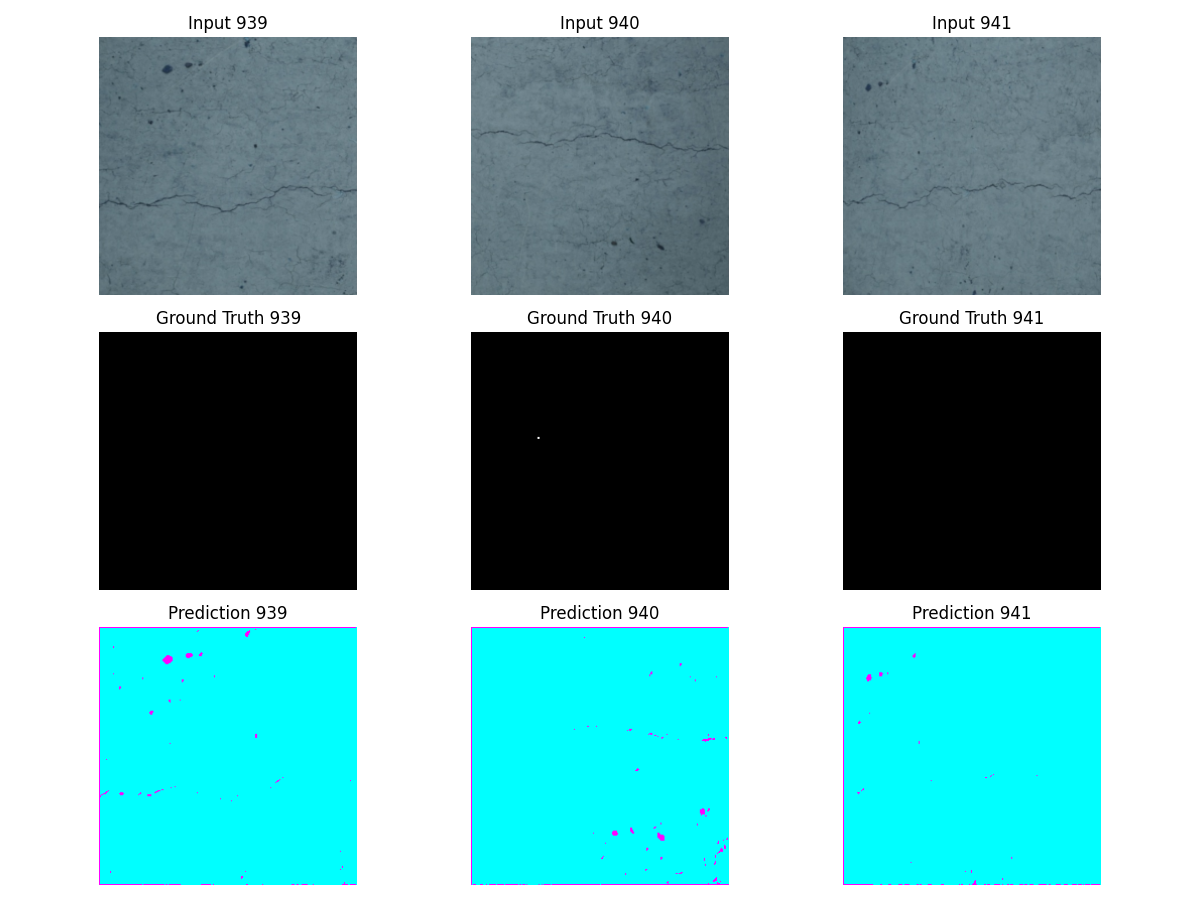 Input 939
Input 940
Input 941
Ground Truth 939
Ground Truth 940
Ground Truth 941
Prediction 939
Prediction 940
Prediction 941